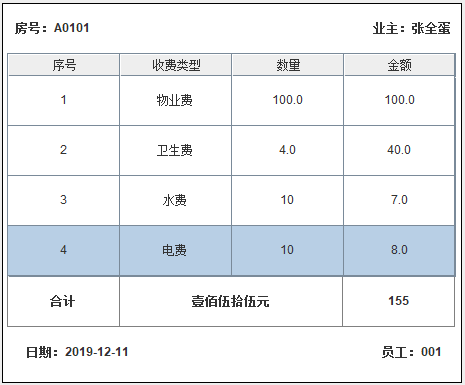 房号：A0101 业主：张全蛋
序号 收费类型 数量 金额
1 物业费 100.0 100.0
2 卫生费 4.0 40.0
3 水费 10 7.0
4 电费 10 8.0
合计 壹佰伍拾伍元 155
日期：2019-12-11 员工：001